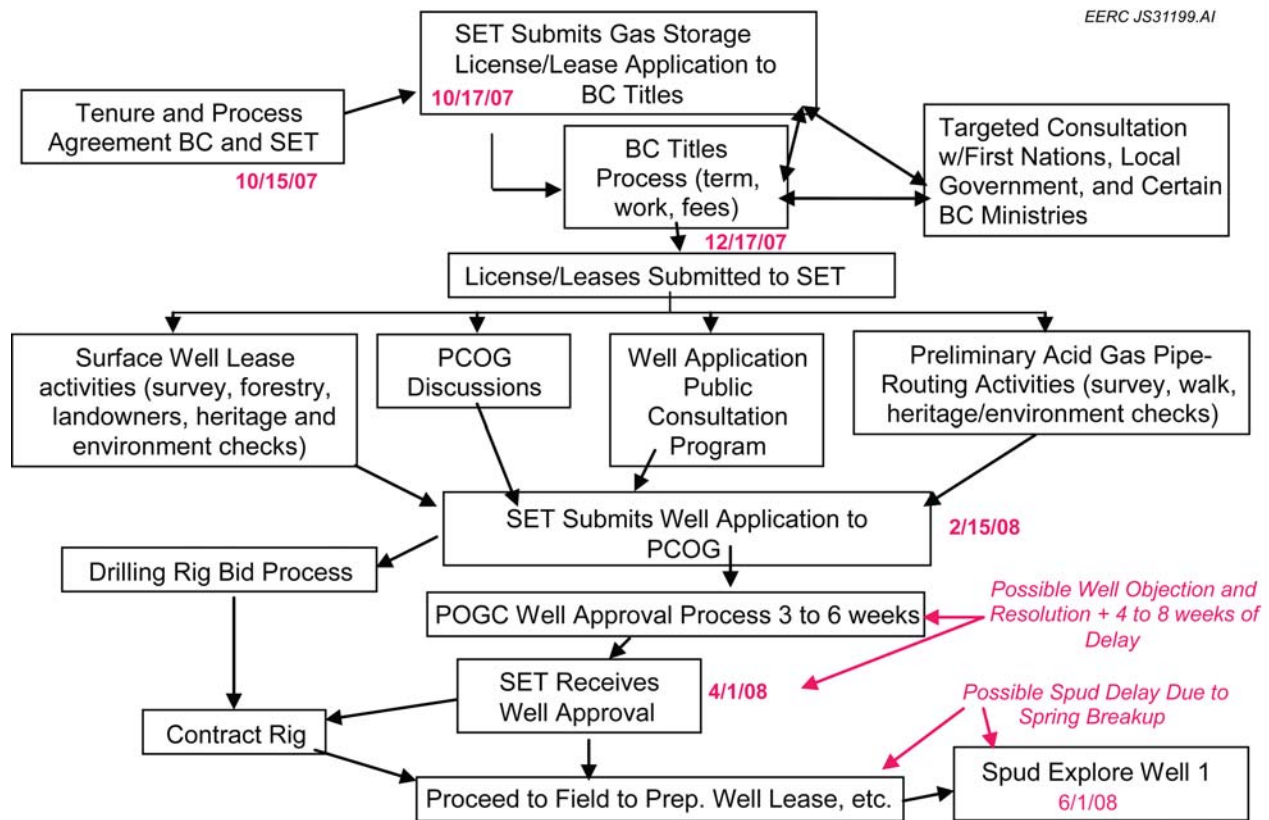 EERC JS31199.AI
SET Submits Gas Storage
License/Lease Application to
BC Titles
10/17/07
Tenure and Process
Agreement BC and SET
10/15/07
BC Titles
Process (term,
work, fees)
12/17/07
Targeted Consultation
w/First Nations, Local
Government, and Certain
BC Ministries
License/Leases Submitted to SET
Surface Well Lease
activities (survey, forestry,
landowners, heritage and
environment checks)
PCOG
Discussions
Well Application
Public
Consultation
Program
Preliminary Acid Gas Pipe-
Routing Activities (survey, walk,
heritage/environment checks)
SET Submits Well Application to
PCOG
2/15/08
Drilling Rig Bid Process
POGC Well Approval Process 3 to 6 weeks
Possible Well Objection and
Resolution + 4 to 8 weeks of
Delay
SET Receives
Well Approval
4/1/08
Contract Rig
Possible Spud Delay Due to
Spring Breakup
Proceed to Field to Prep. Well Lease, etc.
Spud Explore Well 1
6/1/08